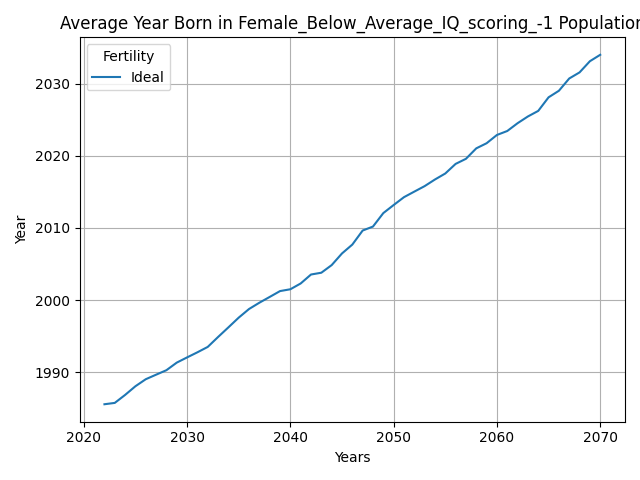 Average Year Born in Female_Below_Average_IQ_scoring_-1 Population
Fertility
Ideal
Year
2030
2020
2010
2000
1990
2020 2030 2040 2050 2060 2070
Years